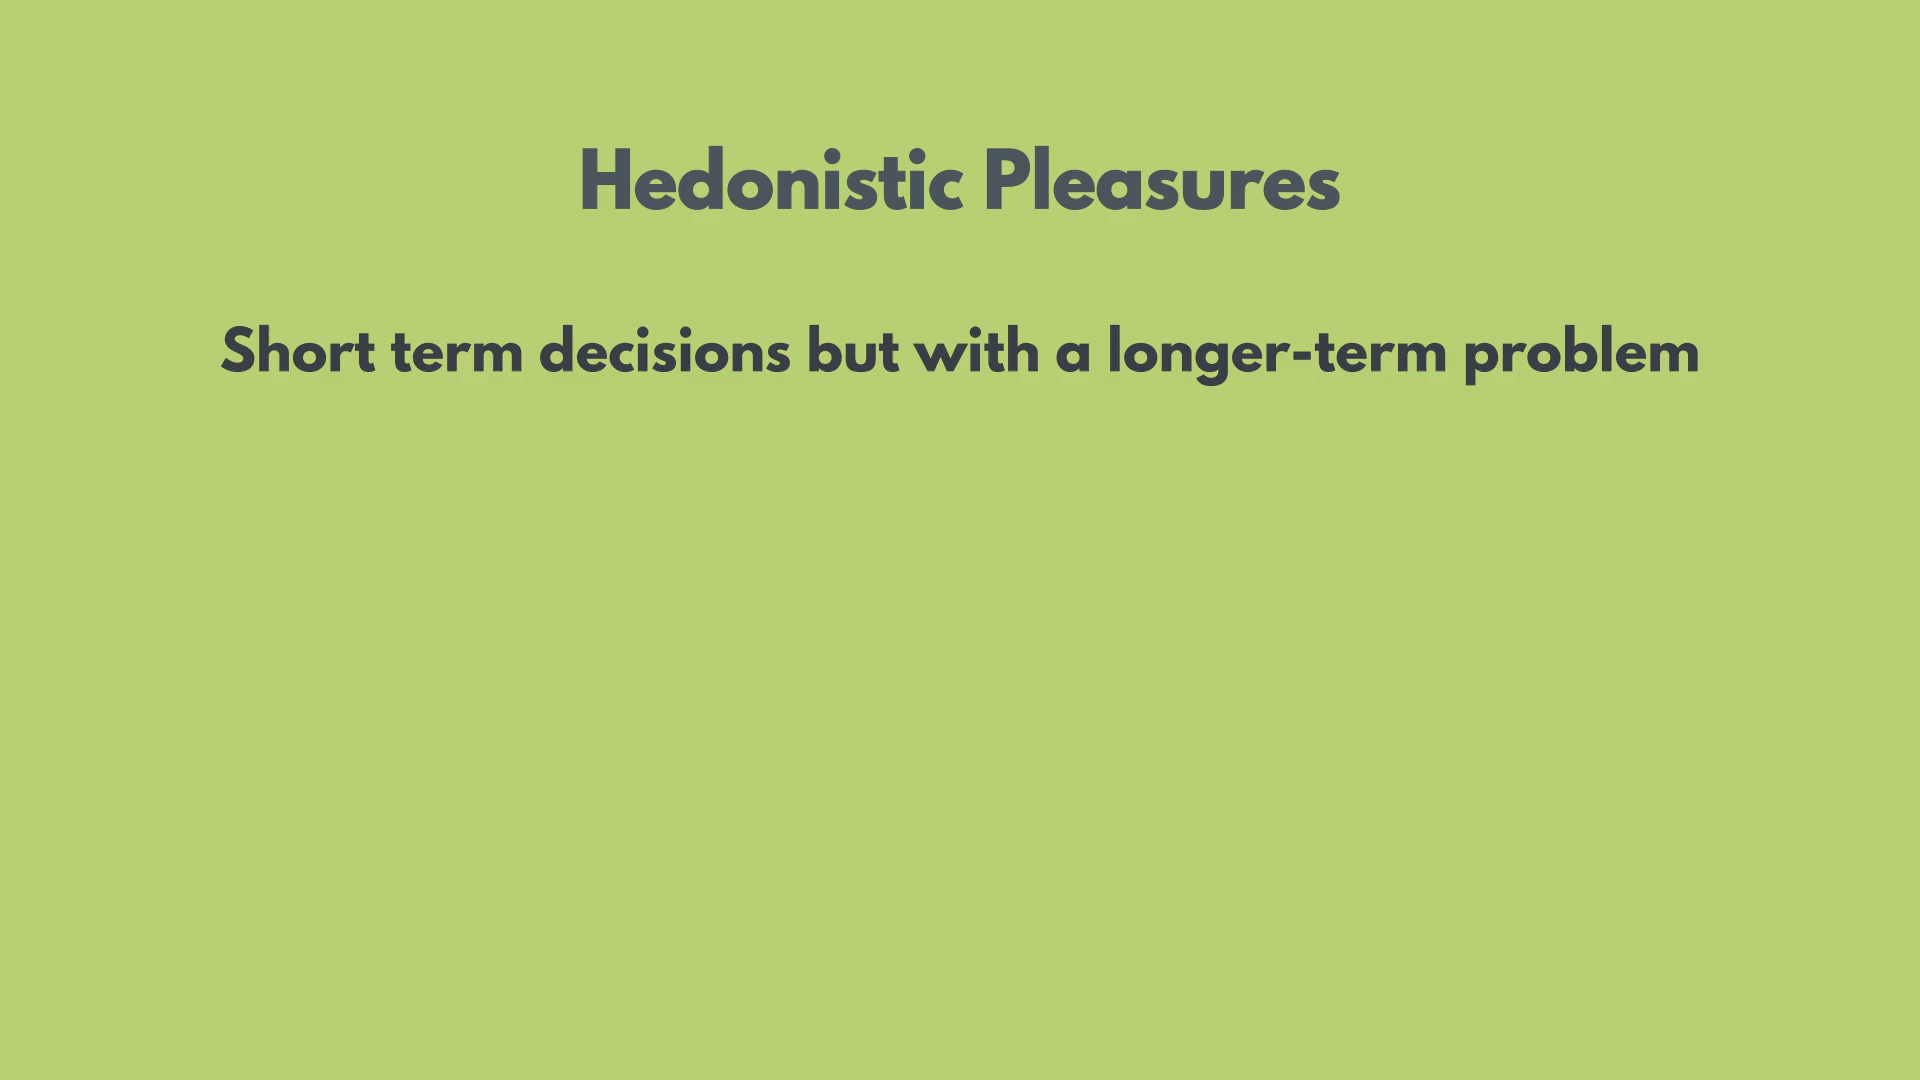 Hedonistic Pleasures
Short term decisions but with a longer-term problem